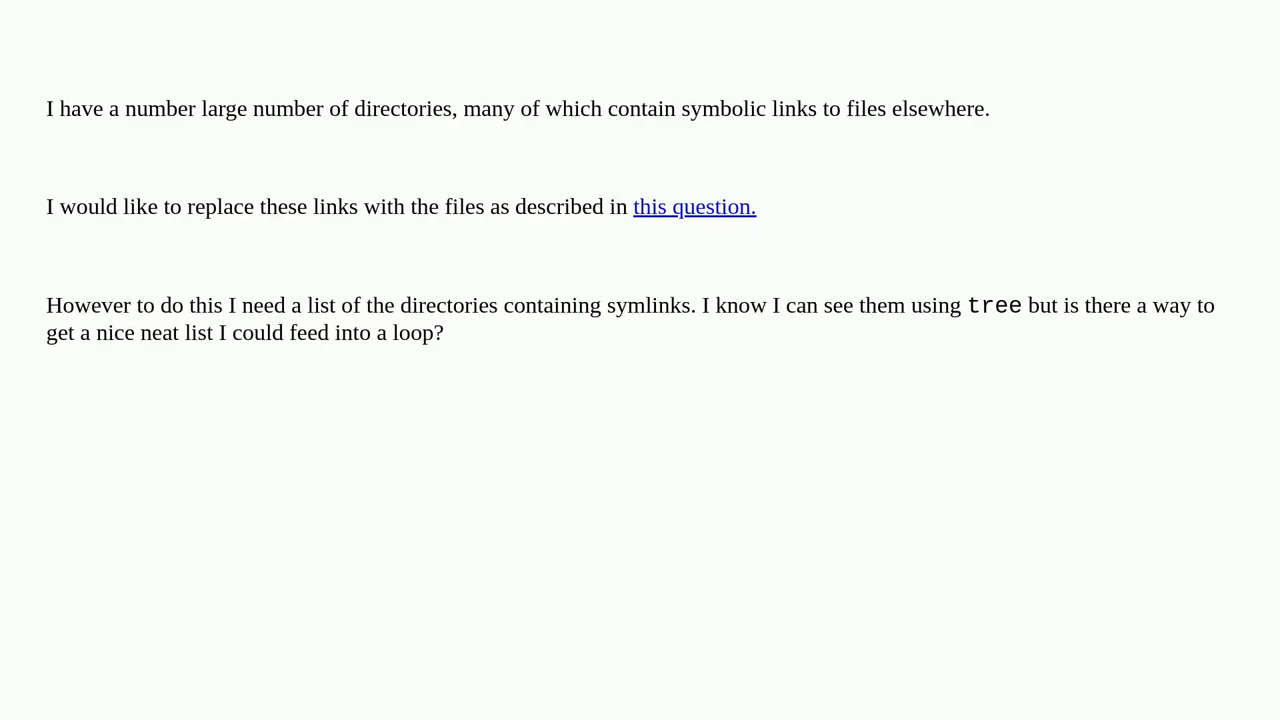 I have a number large number of directories, many of which contain symbolic links to files elsewhere.
I would like to replace these links with the files as described in this question.
However to do this I need a list of the directories containing symlinks. I know I can see them using tree but is there a way to
get a nice neat list I could feed into a loop?